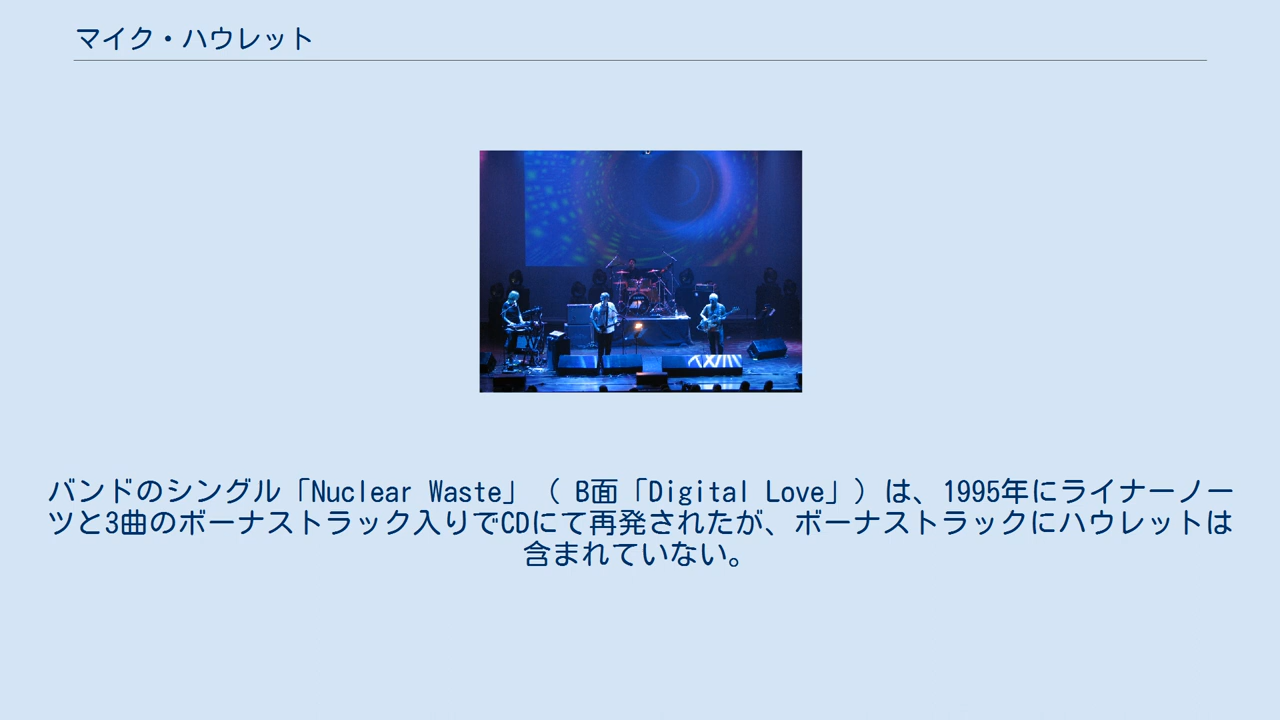 マイク・ハウレット
バンドのシングル「Nuclear Waste」（ B面「Digital Love」）は、1995年にライナーノー
ツと3曲のボーナストラック入りでCDにて再発されたが、ボーナストラックにハウレットは
含まれていない。